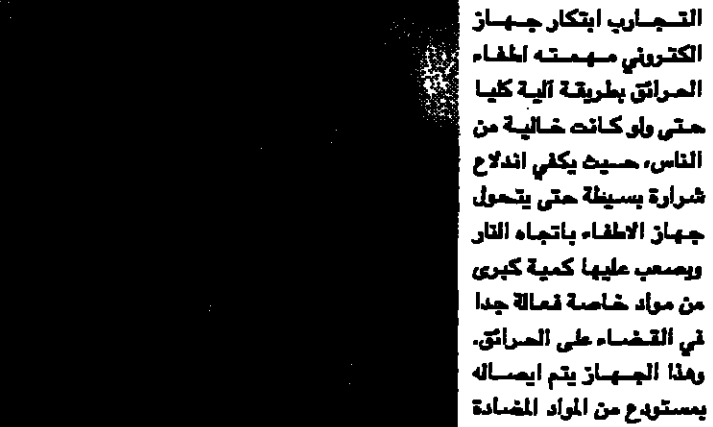 التجارب ابتكار جهاز
الكتروني مهمته اطفاء
الحرائق بطريقة آلية كليا
حتى ولو كانت خالية من
الناس، حيث يكفي اندلاع
شرارة بسيطة حتى يتحول
جهاز الاطفاء باتجاه النار
ويصعب عليها كمية كبرى
من مواد خاصة فعالة جدا
في القضاء على الحرائق.
وهذا الجهاز يتم ايصاله
بمستودع من المواد المضادة